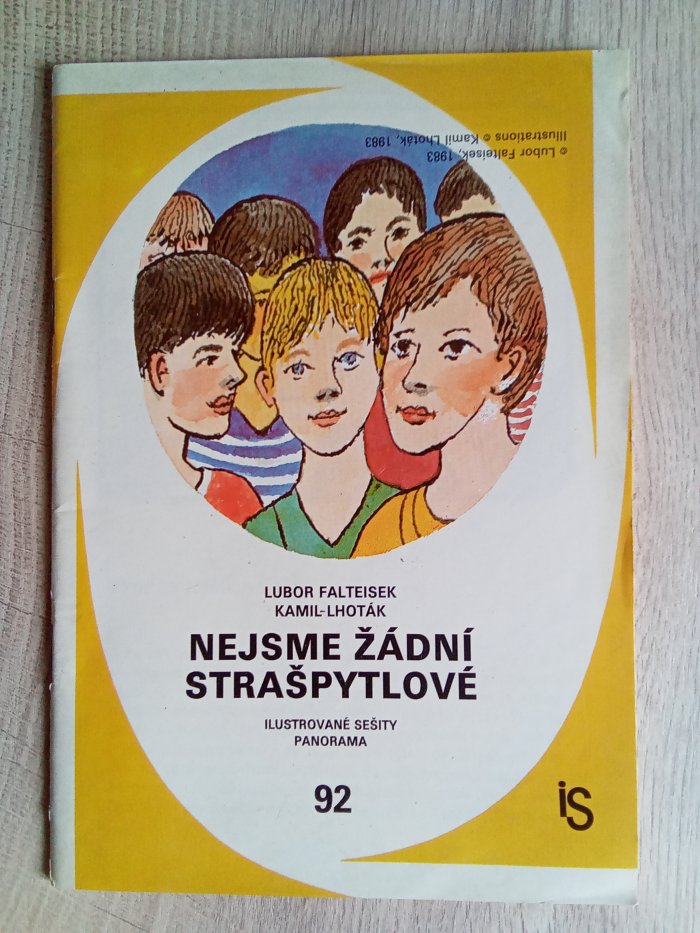 © Lubor Falteisek, 1983
Illustrations © Kamil Lhoták, 1983
LUBOR FALTEISEK
KAMIL LHOTÁK
NEJSME ŽÁDNÍ
STRAŠPYTLOVÉ
ILUSTROVANÉ SEŠITY
PANORAMA
92
iS